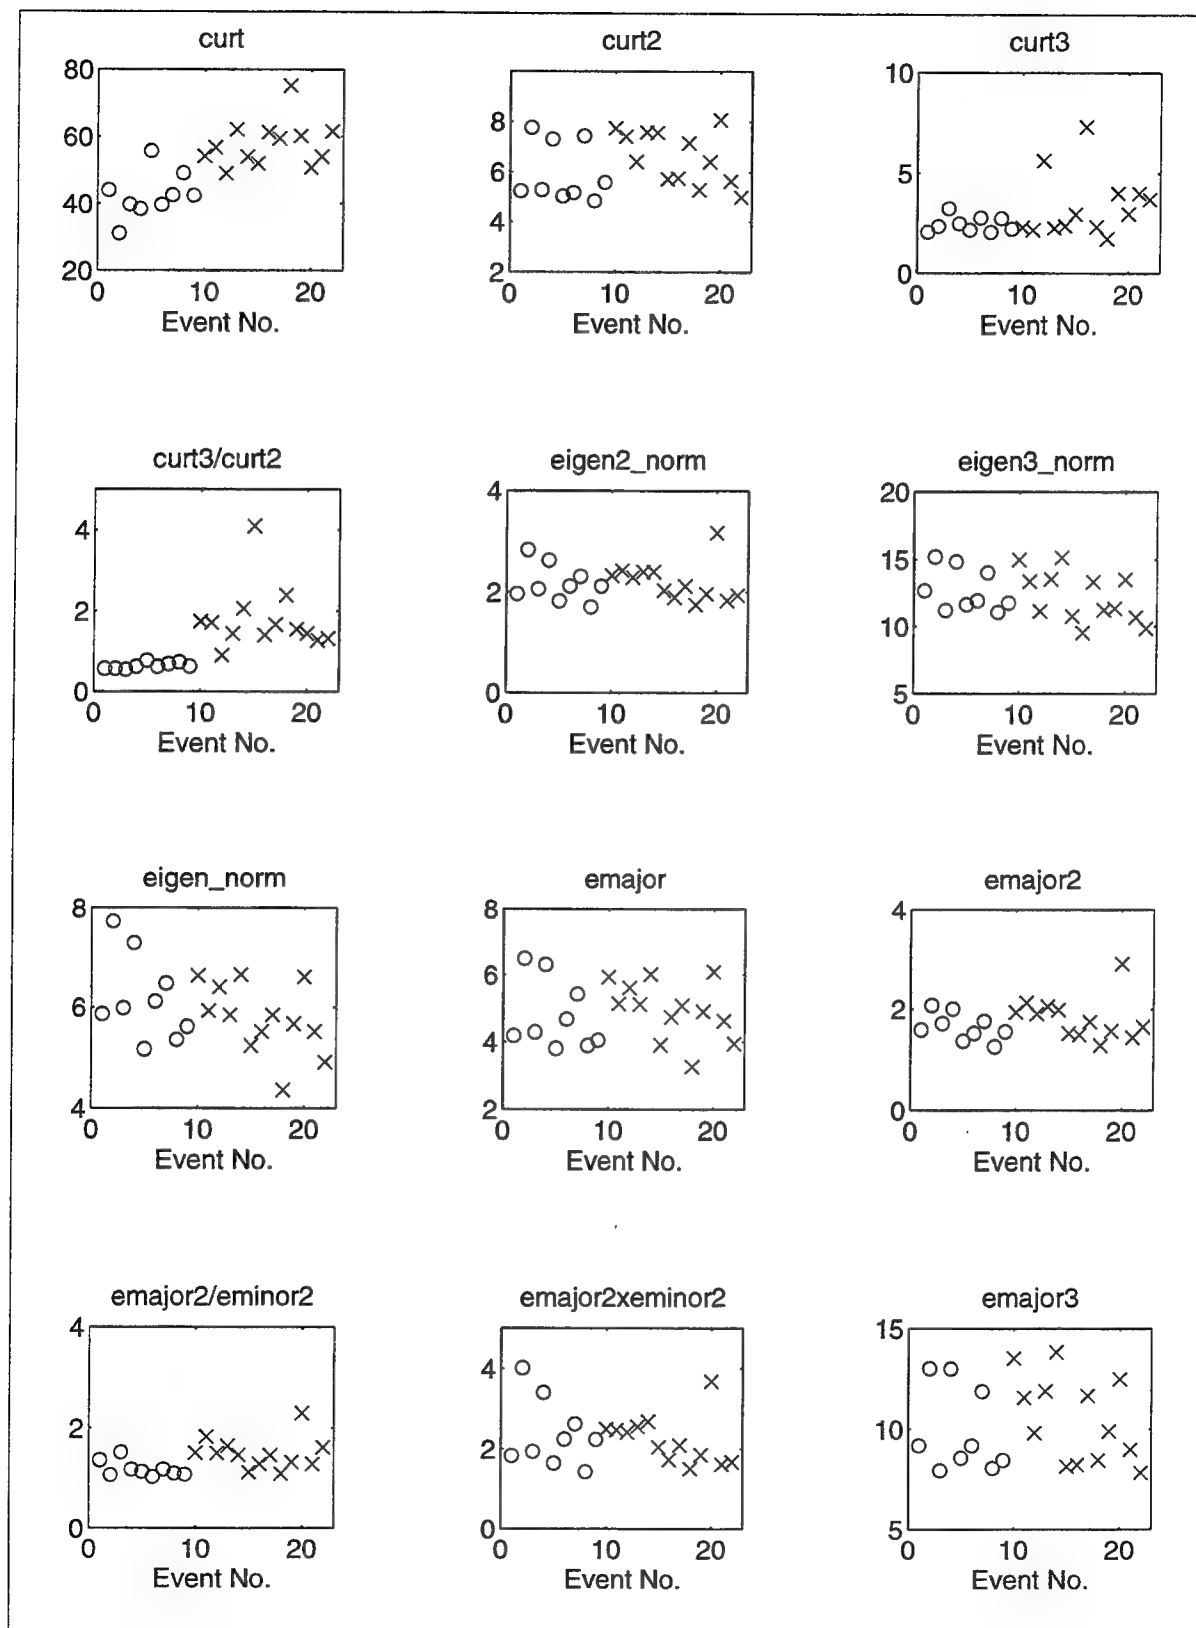 curt
80
60
40
20
0 10 20
Event No.
curt2
8
6
4
2
0 10 20
Event No.
curt3
10
5
0
0 10 20
Event No.
curt3/curt2
4
2
0
0 10 20
Event No.
eigen2_norm
4
2
0
0 10 20
Event No.
eigen3_norm
20
15
10
5
0 10 20
Event No.
eigen_norm
8
6
4
0 10 20
Event No.
emajor
8
6
4
2
0 10 20
Event No.
emajor2
4
2
0
0 10 20
Event No.
emajor2/eminor2
4
2
0
0 10 20
Event No.
emajor2xeminor2
4
2
0
0 10 20
Event No.
emajor3
15
10
5
0 10 20
Event No.